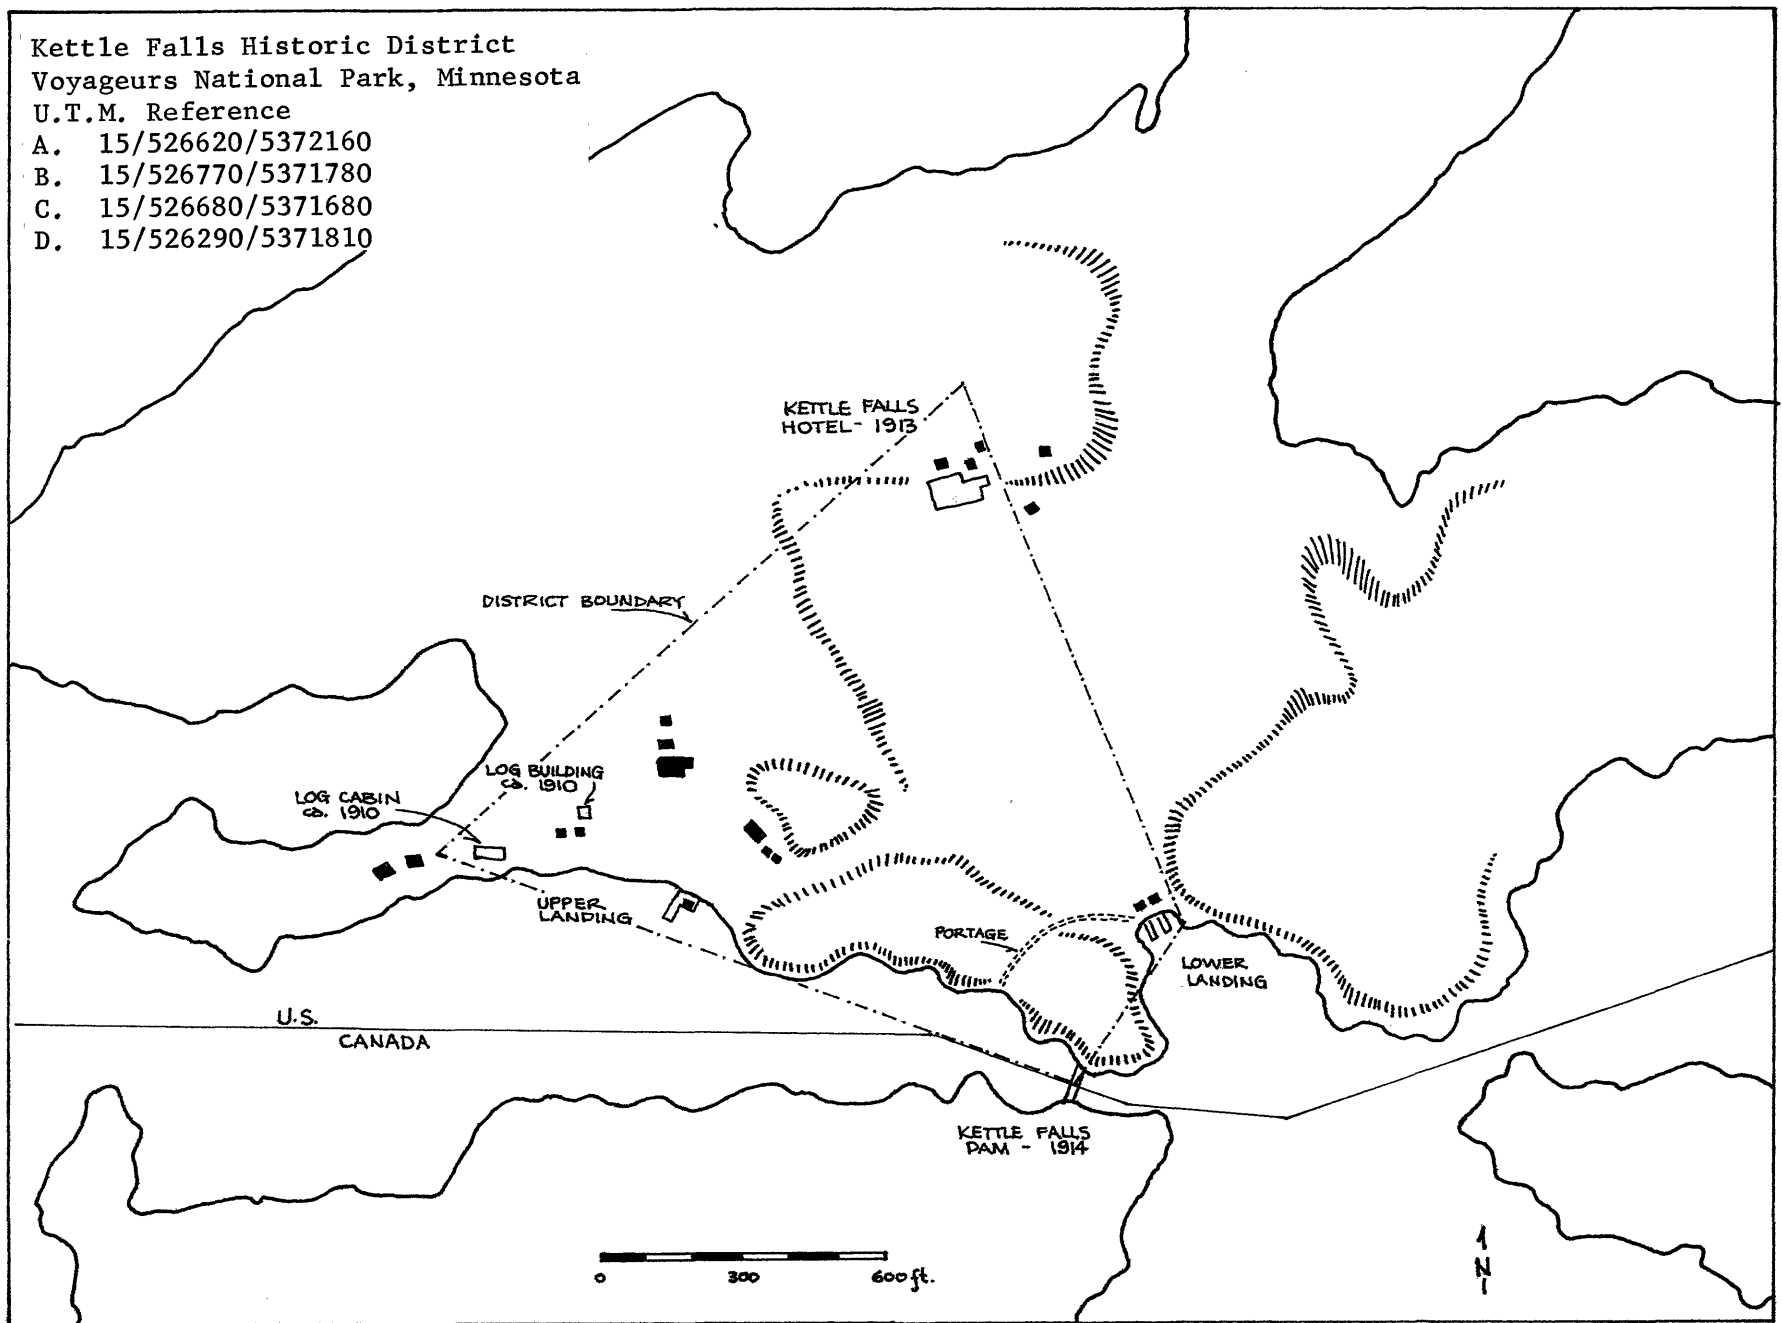 Kettle Falls Historic District
Voyageurs National Park, Minnesota
U.T.M. Reference
A. 15/526620/5372160
B. 15/526770/5371780
C. 15/526680/5371680
D. 15/526290/5371810
KETTLE FALLS
HOTEL - 1913
DISTRICT BOUNDARY
LOG BUILDING
ca. 1910
LOG CABIN
ca. 1910
UPPER
LANDING
PORTAGE
LOWER
LANDING
U.S.
CANADA
KETTLE FALLS
DAM - 1914
0 300 600 ft.
N